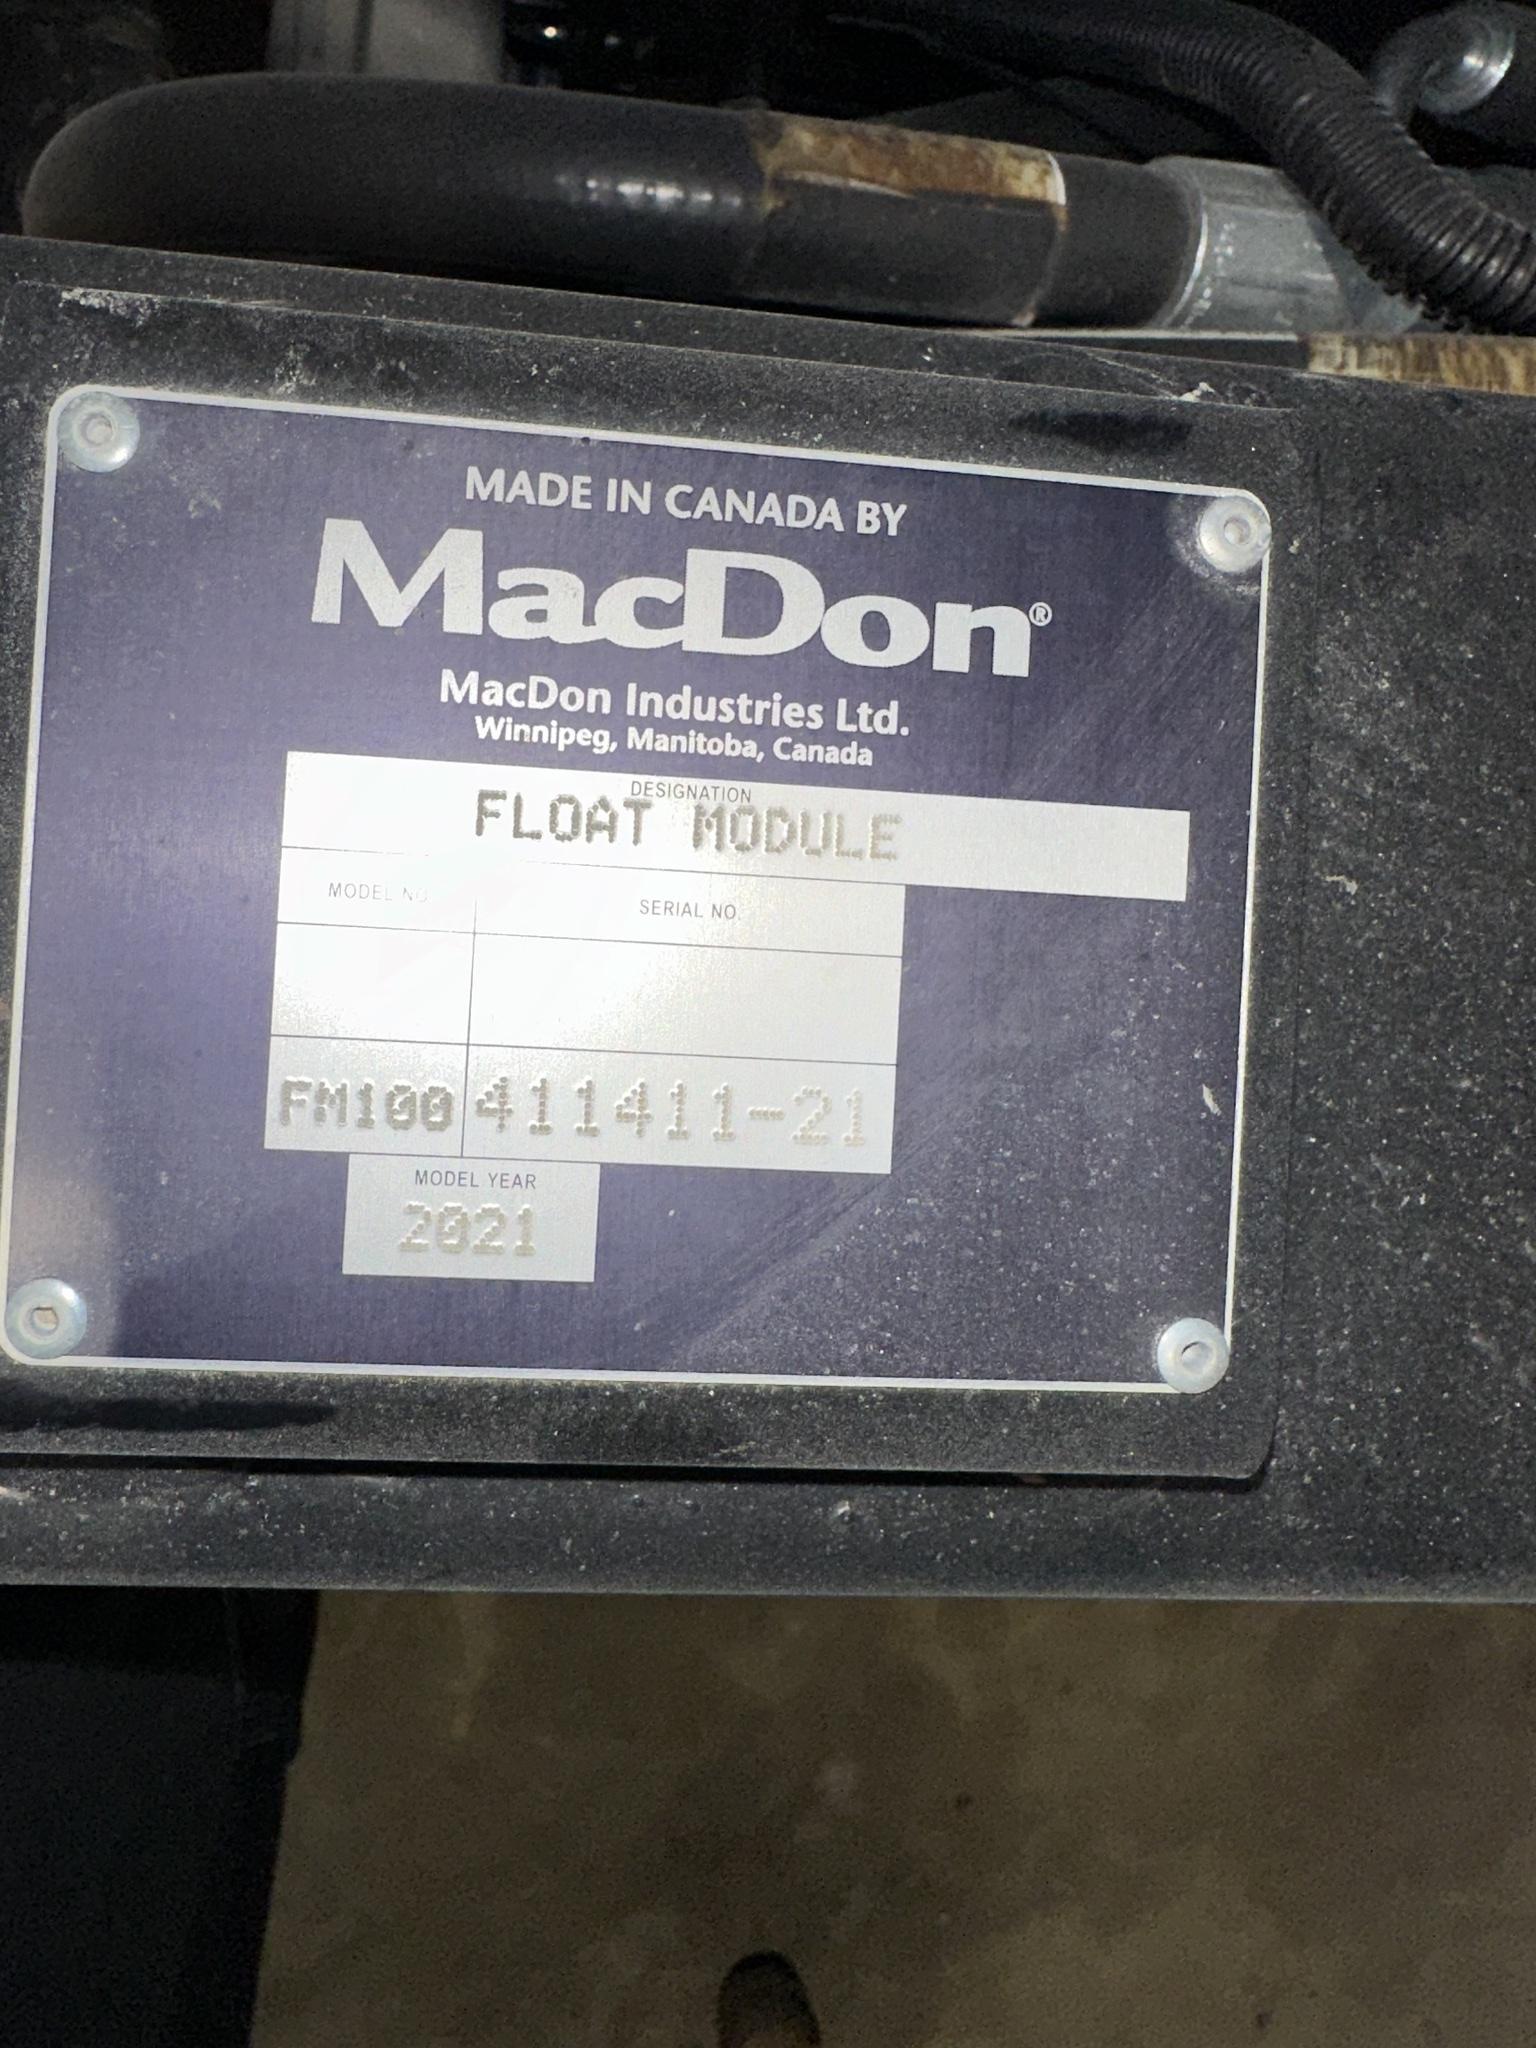 MADE IN CANADA BY
MacDon®
MacDon Industries Ltd.
Winnipeg, Manitoba, Canada
DESIGNATION
FLOAT MODULE
MODEL NO. SERIAL NO.
FM100 411411-21
MODEL YEAR
2021